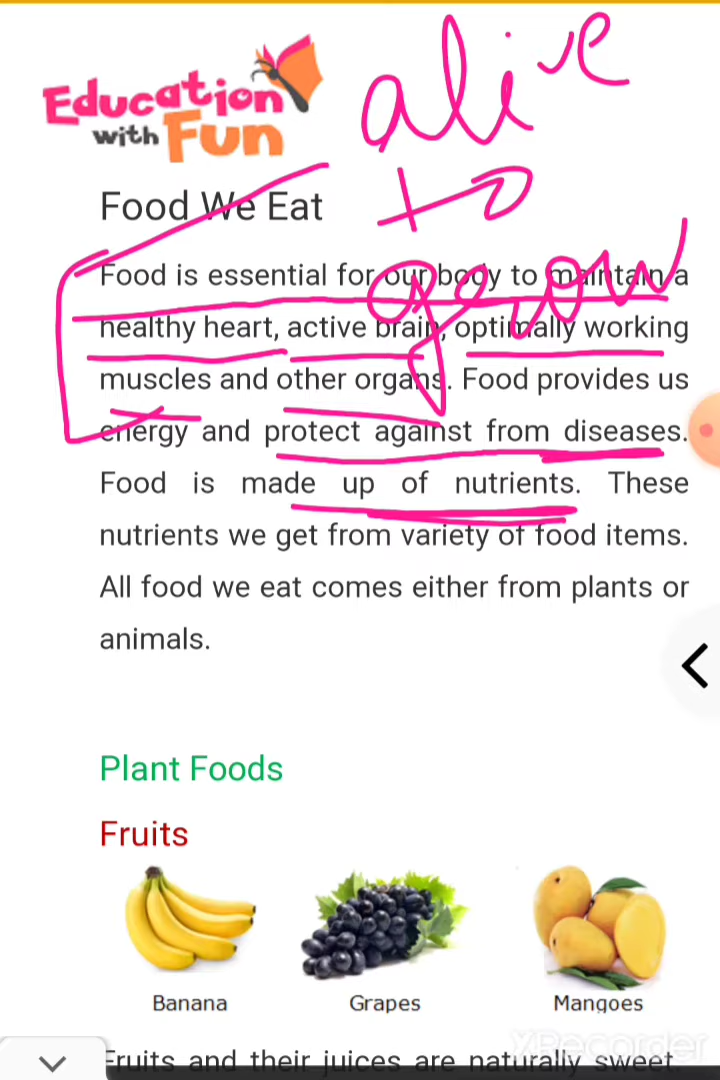 Education
with Fun
alive
to
grow
Food We Eat
Food is essential for our body to maintain a
healthy heart, active brain, optimally working
muscles and other organs. Food provides us
energy and protect against from diseases.
Food is made up of nutrients. These
nutrients we get from variety of food items.
All food we eat comes either from plants or
animals.
Plant Foods
Fruits
Banana Grapes Mangoes
Fruits and their juices are naturally sweet.
XRecorder